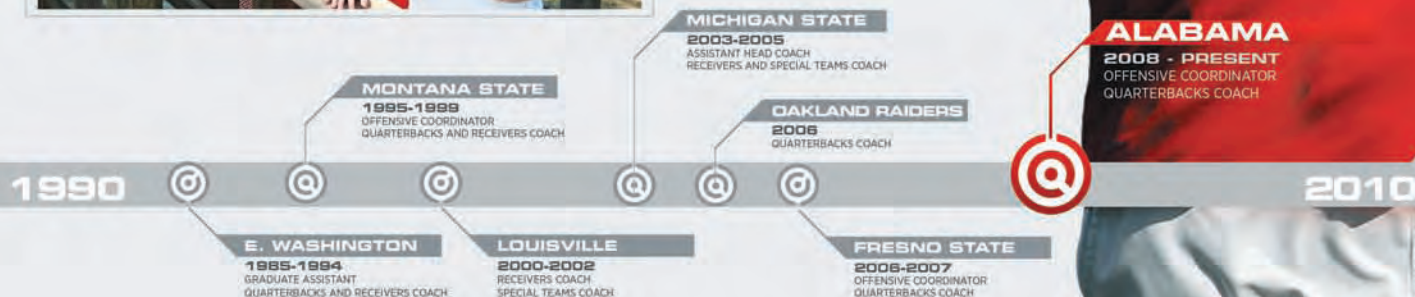 MICHIGAN STATE
2003-2005
ASSISTANT HEAD COACH
RECEIVERS AND SPECIAL TEAMS COACH
ALABAMA
2008 - PRESENT
OFFENSIVE COORDINATOR
QUARTERBACKS COACH
MONTANA STATE
1995-1999
OFFENSIVE COORDINATOR
QUARTERBACKS AND RECEIVERS COACH
OAKLAND RAIDERS
2006
QUARTERBACKS COACH
1990
2010
E. WASHINGTON
1985-1994
GRADUATE ASSISTANT
QUARTERBACKS AND RECEIVERS COACH
LOUISVILLE
2000-2002
RECEIVERS COACH
SPECIAL TEAMS COACH
FRESNO STATE
2006-2007
OFFENSIVE COORDINATOR
QUARTERBACKS COACH